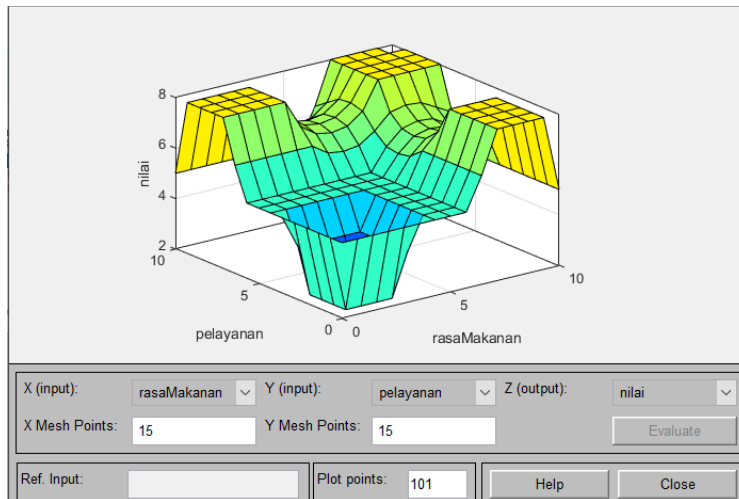 8
6
4
2
nilai
10
5
0
pelayanan
0
5
10
rasaMakanan
X (input):
rasaMakanan
Y (input):
pelayanan
Z (output):
nilai
X Mesh Points:
15
Y Mesh Points:
15
Evaluate
Ref. Input:
Plot points:
101
Help
Close